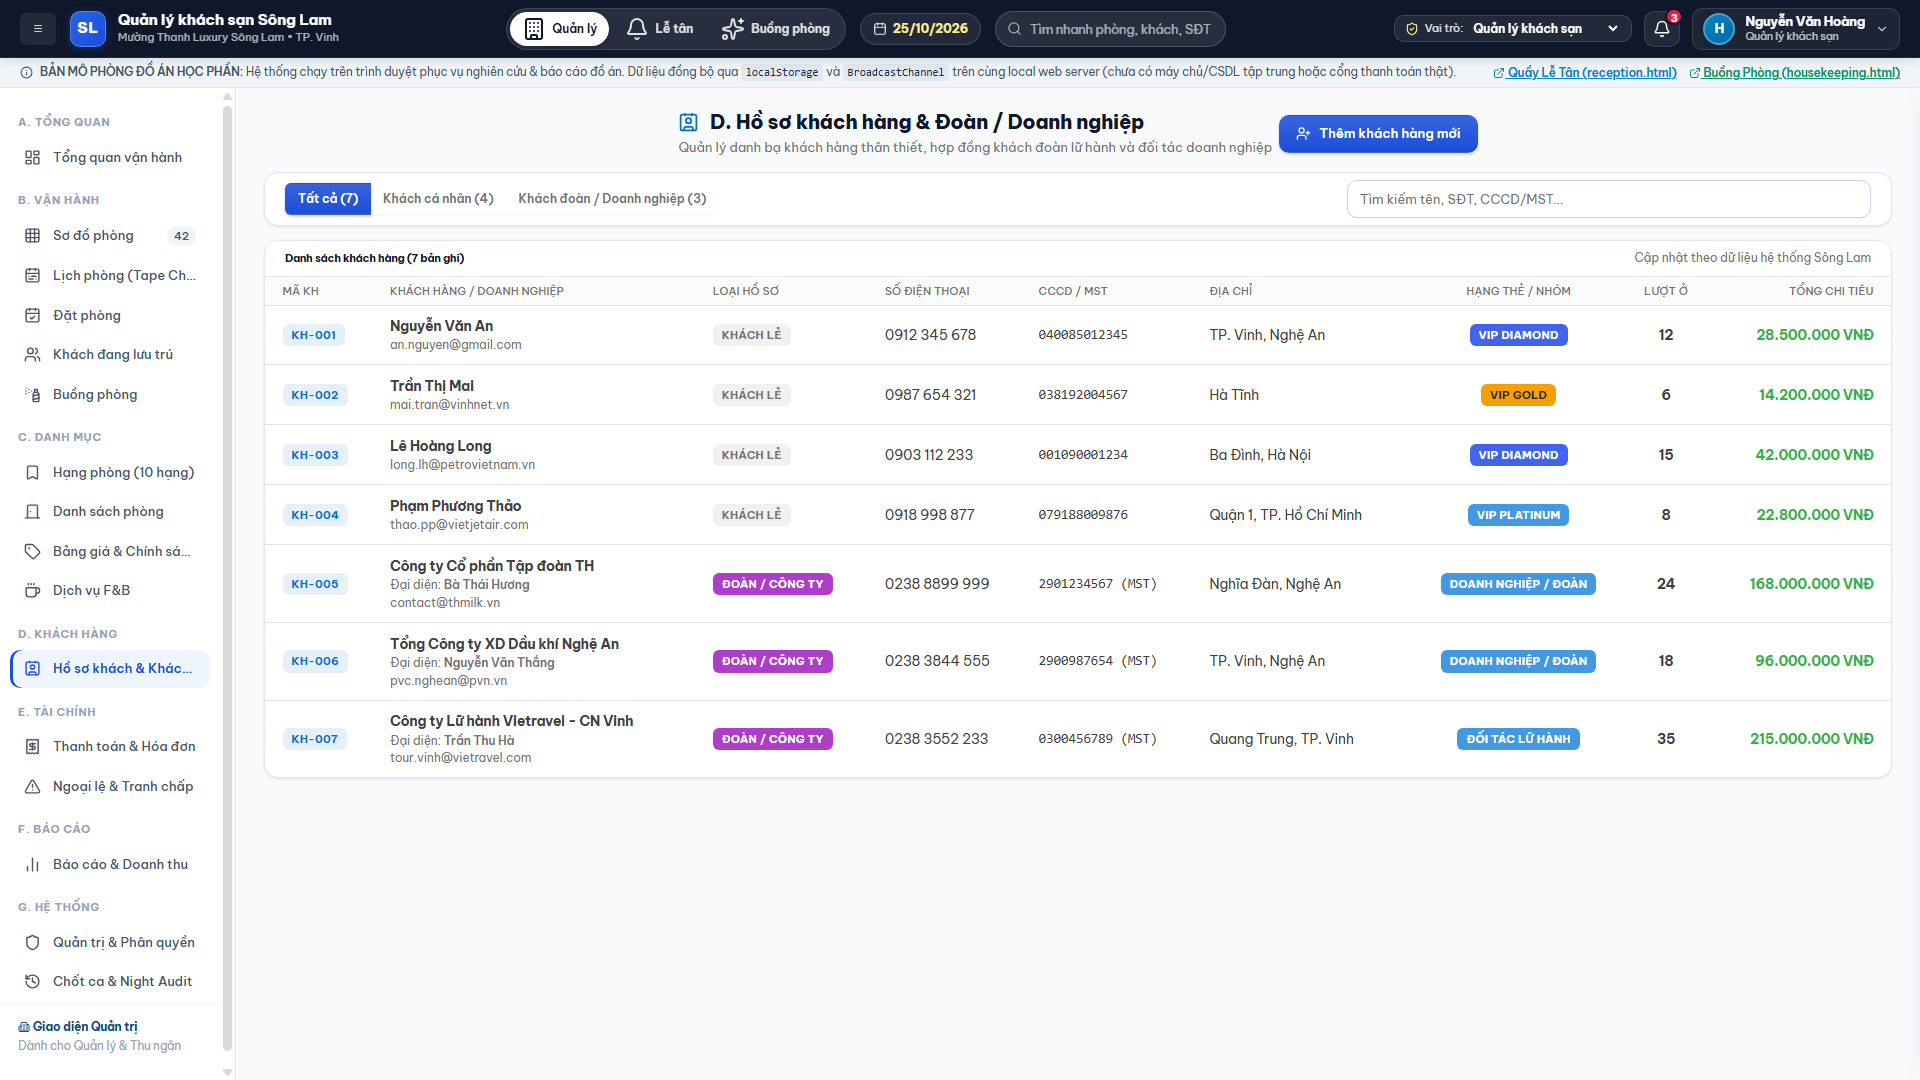 SL
Quản lý khách sạn Sông Lam
Mường Thanh Luxury Sông Lam • TP. Vinh
Quản lý
Lễ tân
Buồng phòng
25/10/2026
Tìm nhanh phòng, khách, SĐT
Vai trò: Quản lý khách sạn
3
H
Nguyễn Văn Hoàng
Quản lý khách sạn
BẢN MÔ PHỎNG ĐỒ ÁN HỌC PHẦN: Hệ thống chạy trên trình duyệt phục vụ nghiên cứu & báo cáo đồ án. Dữ liệu đồng bộ qua localStorage và BroadcastChannel trên cùng local web server (chưa có máy chủ/CSDL tập trung hoặc cổng thanh toán thật).
Quầy Lễ Tân (reception.html)
Buồng Phòng (housekeeping.html)
A. TỔNG QUAN
Tổng quan vận hành
B. VẬN HÀNH
Sơ đồ phòng 42
Lịch phòng (Tape Ch...
Đặt phòng
Khách đang lưu trú
Buồng phòng
C. DANH MỤC
Hạng phòng (10 hạng)
Danh sách phòng
Bảng giá & Chính sá...
Dịch vụ F&B
D. KHÁCH HÀNG
Hồ sơ khách & Khác...
E. TÀI CHÍNH
Thanh toán & Hóa đơn
Ngoại lệ & Tranh chấp
F. BÁO CÁO
Báo cáo & Doanh thu
G. HỆ THỐNG
Quản trị & Phân quyền
Chốt ca & Night Audit
Giao diện Quản trị
Dành cho Quản lý & Thu ngân
D. Hồ sơ khách hàng & Đoàn / Doanh nghiệp
Quản lý danh bạ khách hàng thân thiết, hợp đồng khách đoàn lữ hành và đối tác doanh nghiệp
Thêm khách hàng mới
Tất cả (7)
Khách cá nhân (4)
Khách đoàn / Doanh nghiệp (3)
Tìm kiếm tên, SĐT, CCCD/MST...
Danh sách khách hàng (7 bản ghi)
Cập nhật theo dữ liệu hệ thống Sông Lam
MÃ KH KHÁCH HÀNG / DOANH NGHIỆP LOẠI HỒ SƠ SỐ ĐIỆN THOẠI CCCD / MST ĐỊA CHỈ HẠNG THẺ / NHÓM LƯỢT Ở TỔNG CHI TIÊU
KH-001 Nguyễn Văn An KHÁCH LẺ 0912 345 678 040085012345 TP. Vinh, Nghệ An VIP DIAMOND 12 28.500.000 VNĐ
an.nguyen@gmail.com
KH-002 Trần Thị Mai KHÁCH LẺ 0987 654 321 038192004567 Hà Tĩnh VIP GOLD 6 14.200.000 VNĐ
mai.tran@vinhnet.vn
KH-003 Lê Hoàng Long KHÁCH LẺ 0903 112 233 001090001234 Ba Đình, Hà Nội VIP DIAMOND 15 42.000.000 VNĐ
long.lh@petrovietnam.vn
KH-004 Phạm Phương Thảo KHÁCH LẺ 0918 998 877 079188009876 Quận 1, TP. Hồ Chí Minh VIP PLATINUM 8 22.800.000 VNĐ
thao.pp@vietjetair.com
KH-005 Công ty Cổ phần Tập đoàn TH ĐOÀN / CÔNG TY 0238 8899 999 2901234567 (MST) Nghĩa Đàn, Nghệ An DOANH NGHIỆP / ĐOÀN 24 168.000.000 VNĐ
Đại diện: Bà Thái Hương
contact@thmilk.vn
KH-006 Tổng Công ty XD Dầu khí Nghệ An ĐOÀN / CÔNG TY 0238 3844 555 2900987654 (MST) TP. Vinh, Nghệ An DOANH NGHIỆP / ĐOÀN 18 96.000.000 VNĐ
Đại diện: Nguyễn Văn Thắng
pvc.nghean@pvn.vn
KH-007 Công ty Lữ hành Vietravel - CN Vinh ĐOÀN / CÔNG TY 0238 3552 233 0300456789 (MST) Quang Trung, TP. Vinh ĐỐI TÁC LỮ HÀNH 35 215.000.000 VNĐ
Đại diện: Trần Thu Hà
tour.vinh@vietravel.com